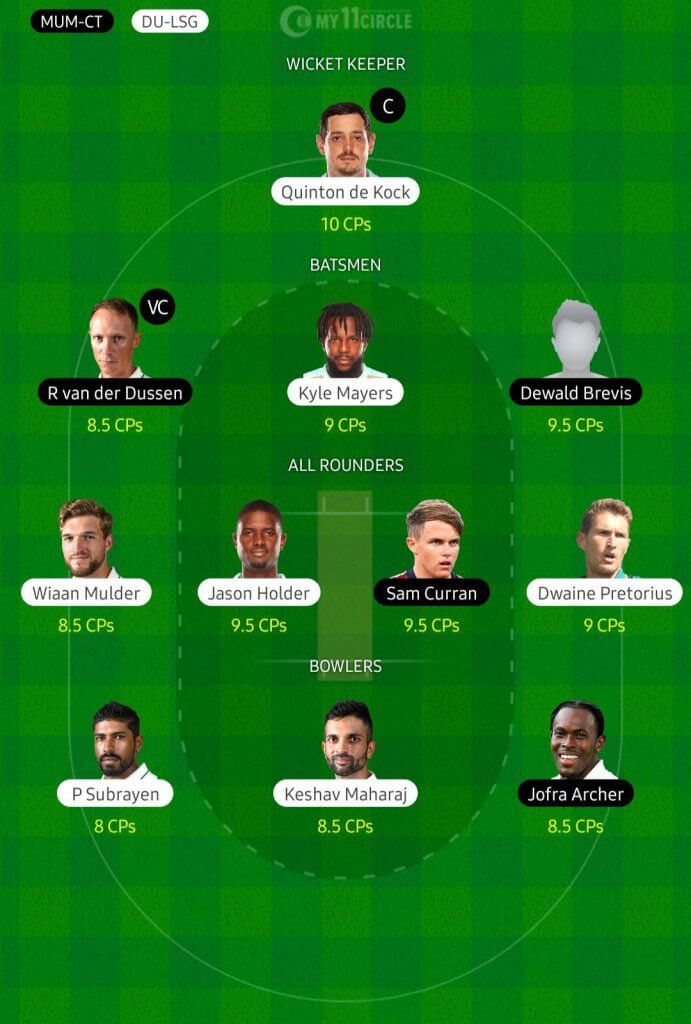 MUM-CT DU-LSG MY11CIRCLE
WICKET KEEPER
C
Quinton de Kock
10 CPs
BATSMEN
VC
R van der Dussen Kyle Mayers Dewald Brevis
8.5 CPs 9 CPs 9.5 CPs
ALL ROUNDERS
Wiaan Mulder Jason Holder Sam Curran Dwaine Pretorius
8.5 CPs 9.5 CPs 9.5 CPs 9 CPs
BOWLERS
P Subrayen Keshav Maharaj Jofra Archer
8 CPs 8.5 CPs 8.5 CPs